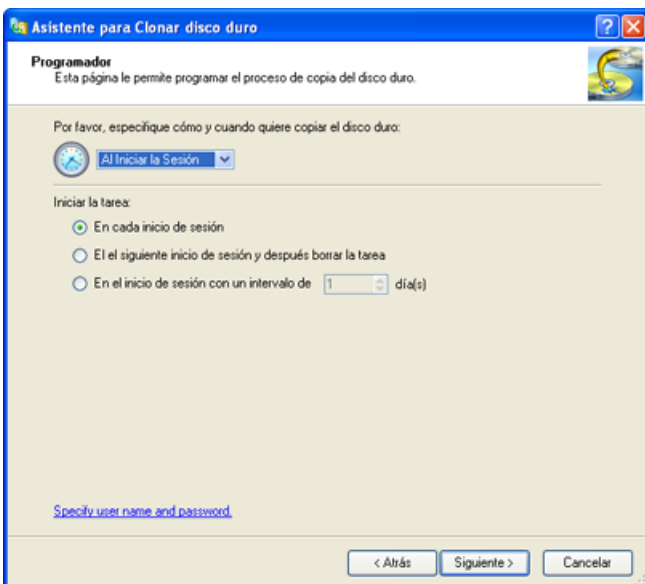 Asistente para Clonar disco duro
Programador
Esta página le permite programar el proceso de copia del disco duro.
Por favor, especifique cómo y cuando quiere copiar el disco duro:
Al Iniciar la Sesión
Iniciar la tarea:
En cada inicio de sesión
El el siguiente inicio de sesión y después borrar la tarea
En el inicio de sesión con un intervalo de 1 día(s)
Specify user name and password.
< Atrás Siguiente > Cancelar